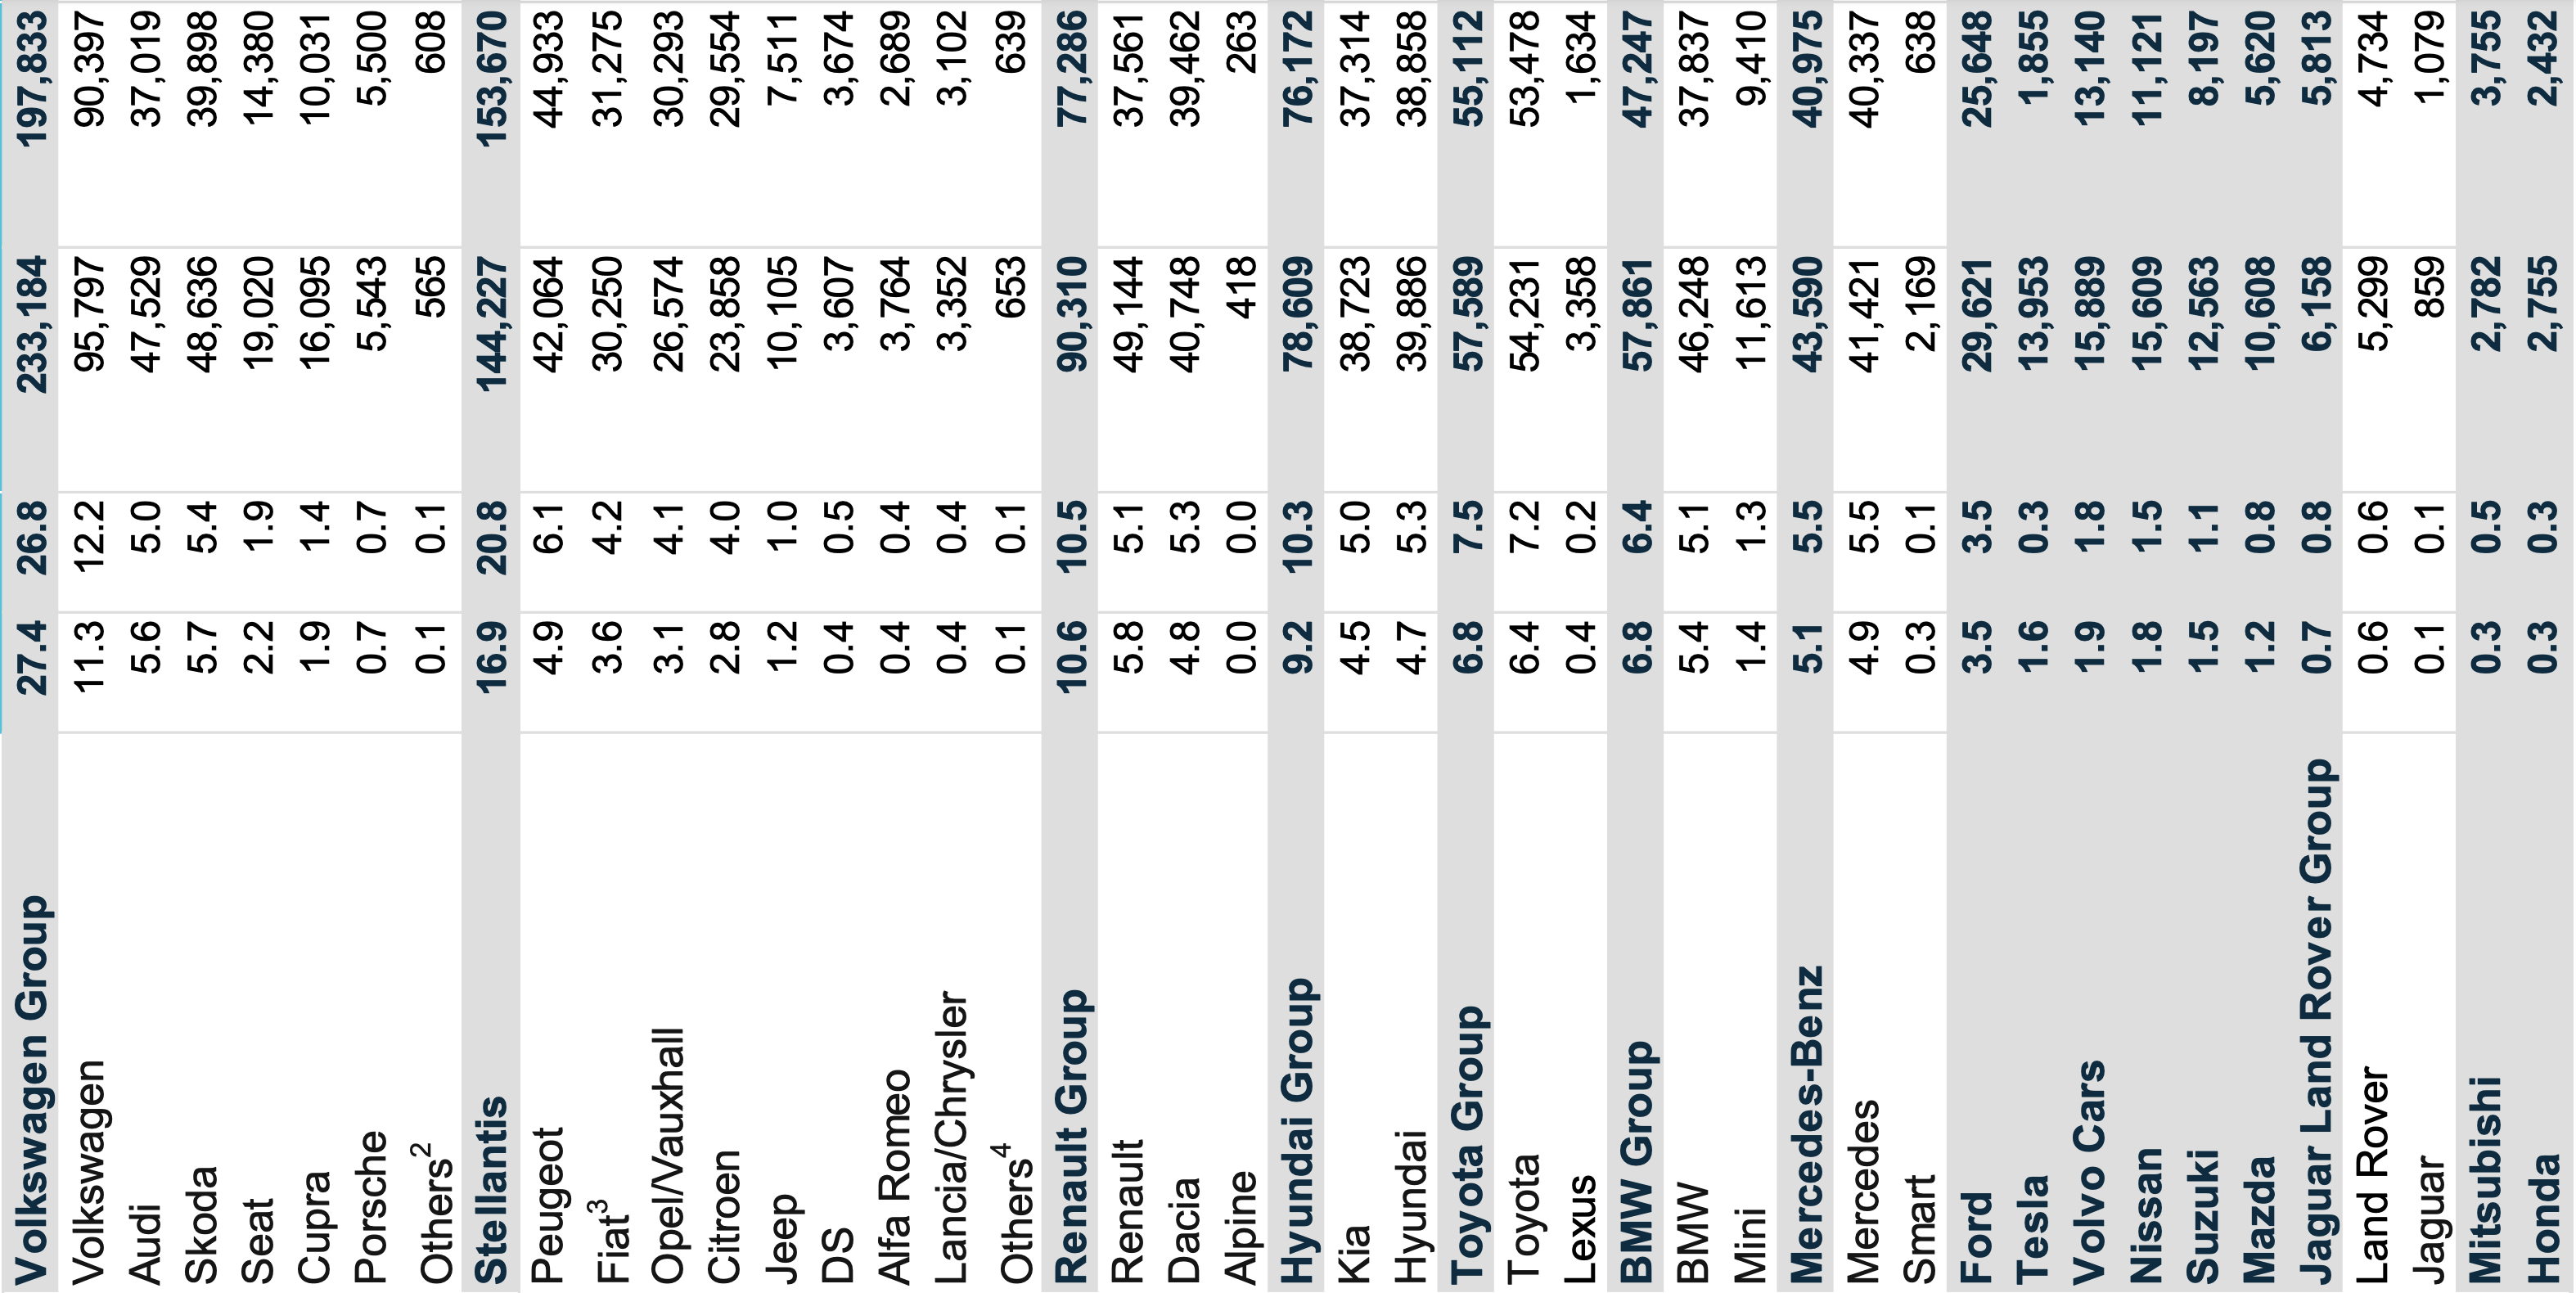 Volkswagen Group 27.4 26.8 233,184 197,833
Volkswagen 11.3 12.2 95,797 90,397
Audi 5.6 5.0 47,529 37,019
Skoda 5.7 5.4 48,636 39,898
Seat 2.2 1.9 19,020 14,380
Cupra 1.9 1.4 16,095 10,031
Porsche 0.7 0.7 5,543 5,500
Others² 0.1 0.1 565 608
Stellantis 16.9 20.8 144,227 153,670
Peugeot 4.9 6.1 42,064 44,933
Fiat³ 3.6 4.2 30,250 31,275
Opel/Vauxhall 3.1 4.1 26,574 30,293
Citroen 2.8 4.0 23,858 29,554
Jeep 1.2 1.0 10,105 7,511
DS 0.4 0.5 3,607 3,674
Alfa Romeo 0.4 0.4 3,764 2,689
Lancia/Chrysler 0.4 0.4 3,352 3,102
Others⁴ 0.1 0.1 653 639
Renault Group 10.6 10.5 90,310 77,286
Renault 5.8 5.1 49,144 37,561
Dacia 4.8 5.3 40,748 39,462
Alpine 0.0 0.0 418 263
Hyundai Group 9.2 10.3 78,609 76,172
Kia 4.5 5.0 38,723 37,314
Hyundai 4.7 5.3 39,886 38,858
Toyota Group 6.8 7.5 57,589 55,112
Toyota 6.4 7.2 54,231 53,478
Lexus 0.4 0.2 3,358 1,634
BMW Group 6.8 6.4 57,861 47,247
BMW 5.4 5.1 46,248 37,837
Mini 1.4 1.3 11,613 9,410
Mercedes-Benz 5.1 5.5 43,590 40,975
Mercedes 4.9 5.5 41,421 40,337
Smart 0.3 0.1 2,169 638
Ford 3.5 3.5 29,621 25,648
Tesla 1.6 0.3 13,953 1,855
Volvo Cars 1.9 1.8 15,889 13,140
Nissan 1.8 1.5 15,609 11,121
Suzuki 1.5 1.1 12,563 8,197
Mazda 1.2 0.8 10,608 5,620
Jaguar Land Rover Group 0.7 0.8 6,158 5,813
Land Rover 0.6 0.6 5,299 4,734
Jaguar 0.1 0.1 859 1,079
Mitsubishi 0.3 0.5 2,782 3,755
Honda 0.3 0.3 2,755 2,432